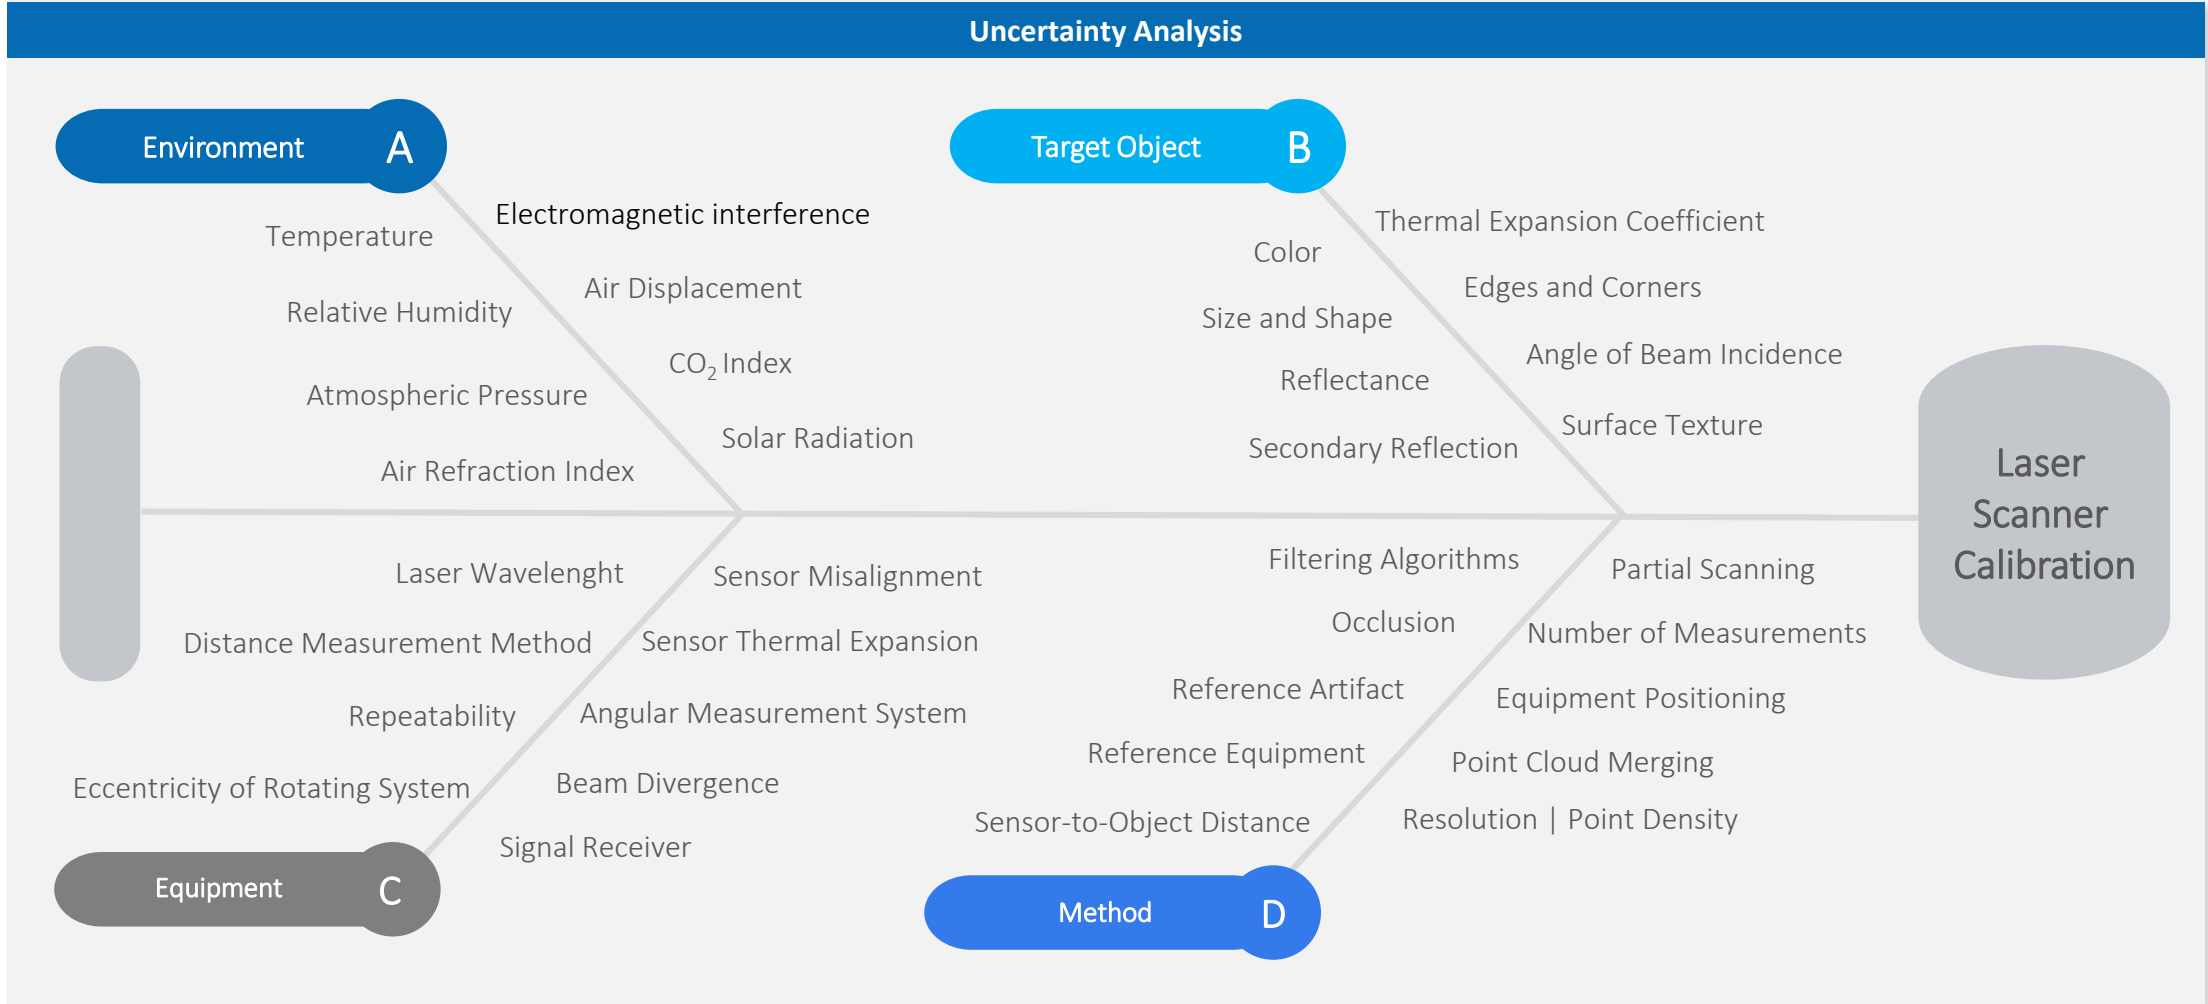 Uncertainty Analysis
Environment A
Temperature
Relative Humidity
Atmospheric Pressure
Air Refraction Index
Electromagnetic interference
Air Displacement
CO₂ Index
Solar Radiation
Target Object B
Color
Size and Shape
Reflectance
Secondary Reflection
Thermal Expansion Coefficient
Edges and Corners
Angle of Beam Incidence
Surface Texture
Laser
Scanner
Calibration
Laser Wavelenght
Distance Measurement Method
Repeatability
Eccentricity of Rotating System
Sensor Misalignment
Sensor Thermal Expansion
Angular Measurement System
Beam Divergence
Signal Receiver
Equipment C
Filtering Algorithms
Occlusion
Reference Artifact
Reference Equipment
Sensor-to-Object Distance
Partial Scanning
Number of Measurements
Equipment Positioning
Point Cloud Merging
Resolution | Point Density
Method D